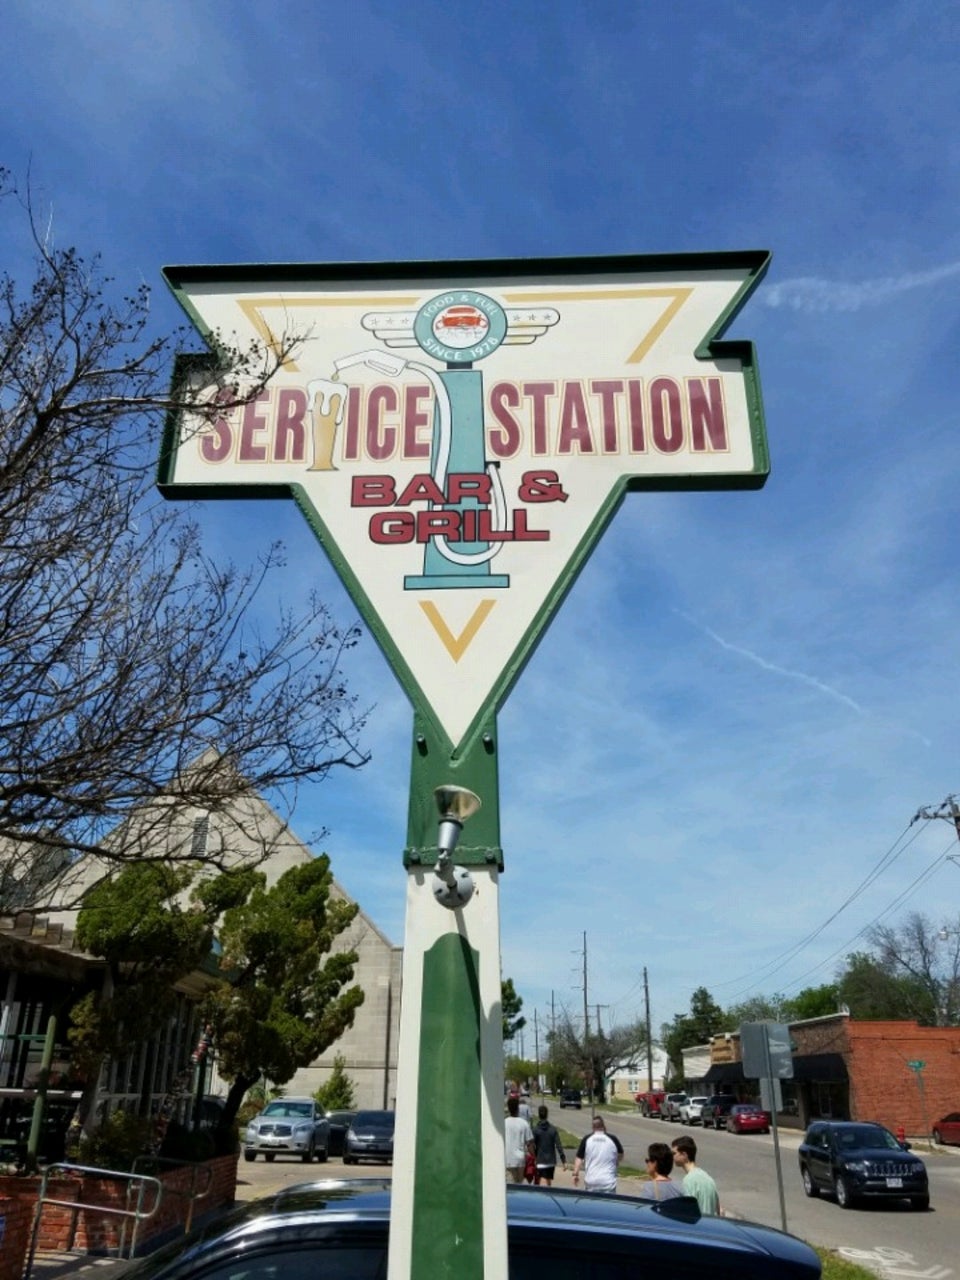 FOOD & FUEL
SINCE 1978
SERVICE STATION
BAR &
GRILL